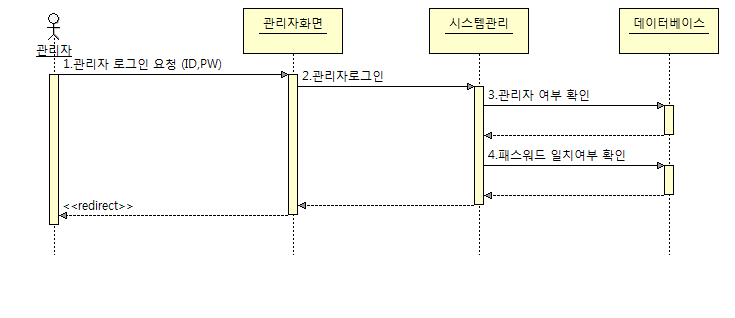 관리자화면
시스템관리
데이터베이스
관리자
1.관리자 로그인 요청 (ID,PW)
2.관리자로그인
3.관리자 여부 확인
4.패스워드 일치여부 확인
<<redirect>>